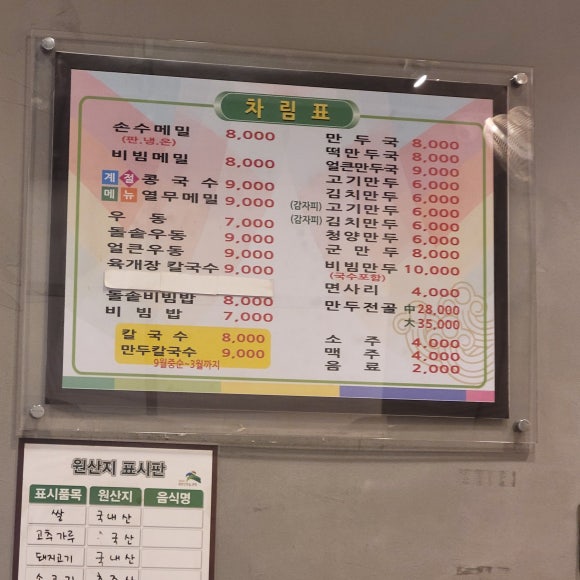 차림표
손수메밀 8,000
(판.냉.온)
비빔메밀 8,000
계절 콩국수 9,000
메뉴 열무메밀 9,000
우동 7,000
돌솥우동 9,000
얼큰우동 9,000
육개장 칼국수 9,000
돌솥비빔밥 8,000
비빔밥 7,000
칼국수 8,000
만두칼국수 9,000
9월중순~3월까지
만두국 8,000
떡만두국 8,000
얼큰만두국 9,000
고기만두 6,000
김치만두 6,000
(감자피) 고기만두 6,000
(감자피) 김치만두 6,000
청양만두 6,000
군만두 8,000
비빔만두 10,000
(국수포함)
면사리 4,000
만두전골 中28,000
大35,000
소주 4,000
맥주 4,000
음료 2,000
원산지 표시판
표시품목 원산지 음식명
쌀 국내산
고추가루 국산
돼지고기 국내산